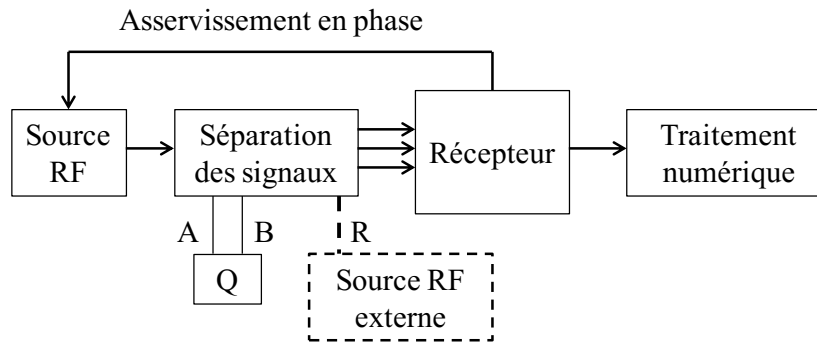 Asservissement en phase
Source
RF
Séparation
des signaux
Récepteur
Traitement
numérique
A
B
R
Q
Source RF
externe